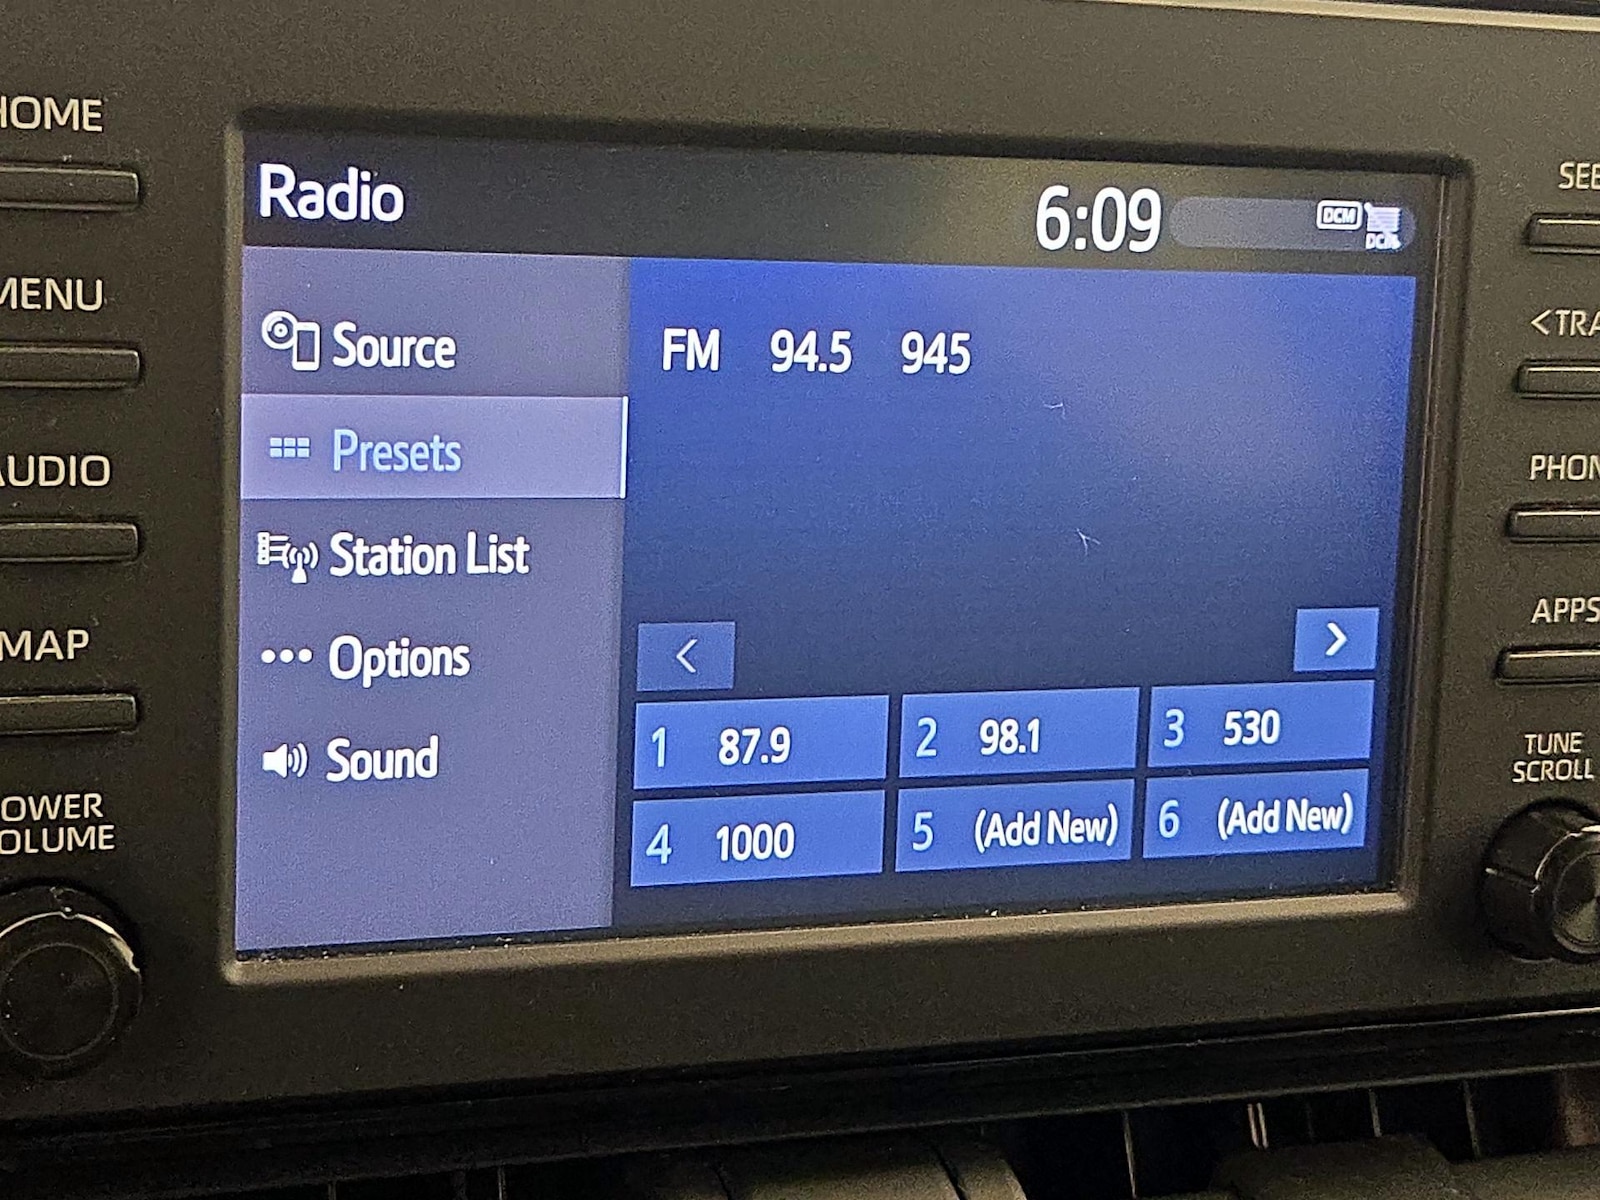 HOME
MENU
AUDIO
MAP
POWER
VOLUME
Radio
6:09
DCM
DCM
Source
Presets
Station List
Options
Sound
FM 94.5 945
<
>
1 87.9
2 98.1
3 530
4 1000
5 (Add New)
6 (Add New)
SEE
<TRA
PHON
APPS
TUNE
SCROLL